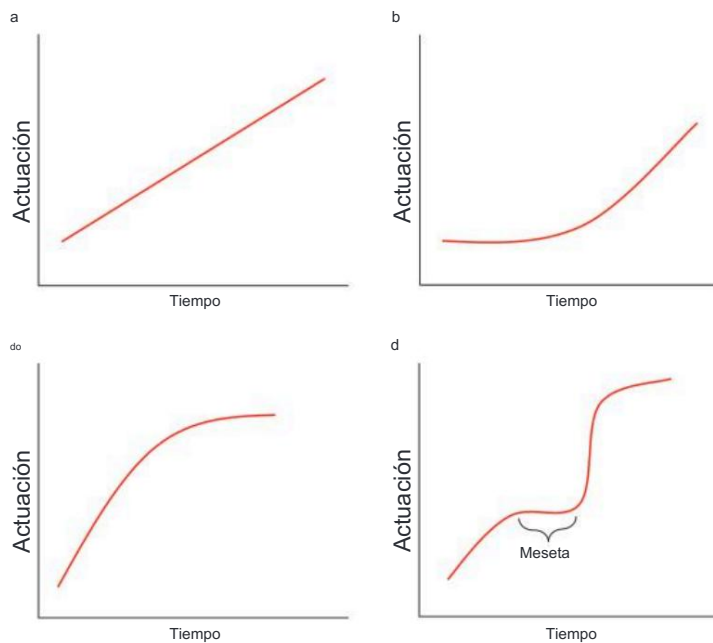 a
b
Actuación
Actuación
Tiempo
Tiempo
do
d
Actuación
Actuación
Meseta
Tiempo
Tiempo